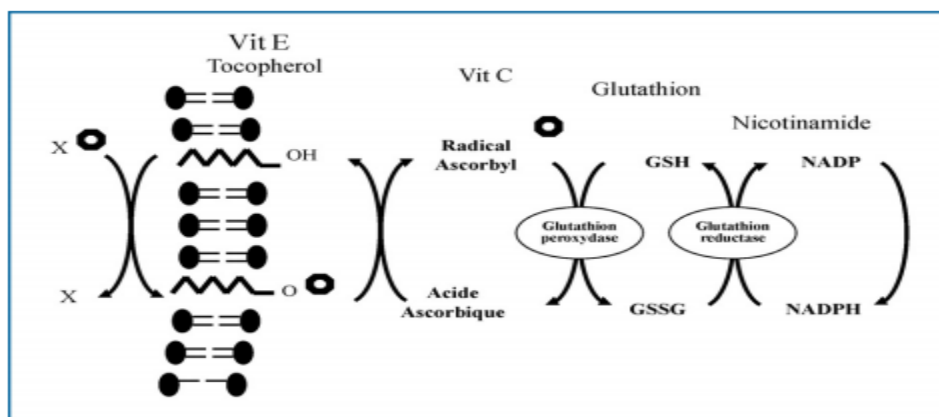 Vit E
Tocopherol
Vit C
Glutathion
Nicotinamide
X
OH
Radical
Ascorbyl
GSH
NADP
Glutathion
peroxydase
Glutathion
reductase
X
O
Acide
Ascorbique
GSSG
NADPH